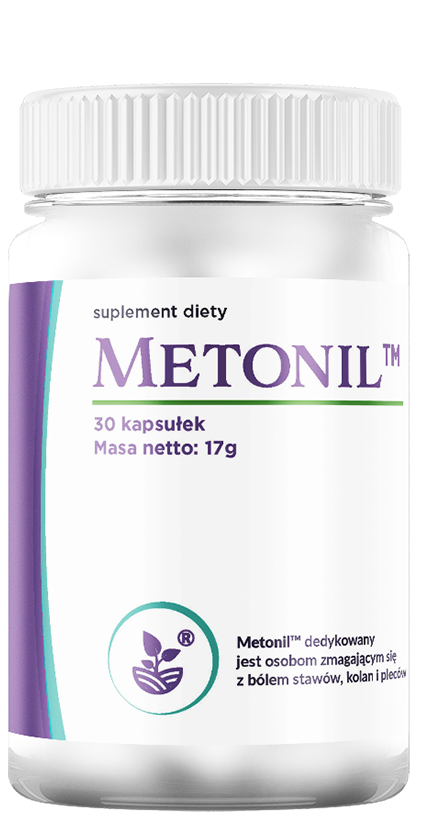 suplement diety
METONIL™
30 kapsułek
Masa netto: 17g
®
Metonil™ dedykowany
jest osobom zmagającym się
z bólem stawów, kolan i pleców